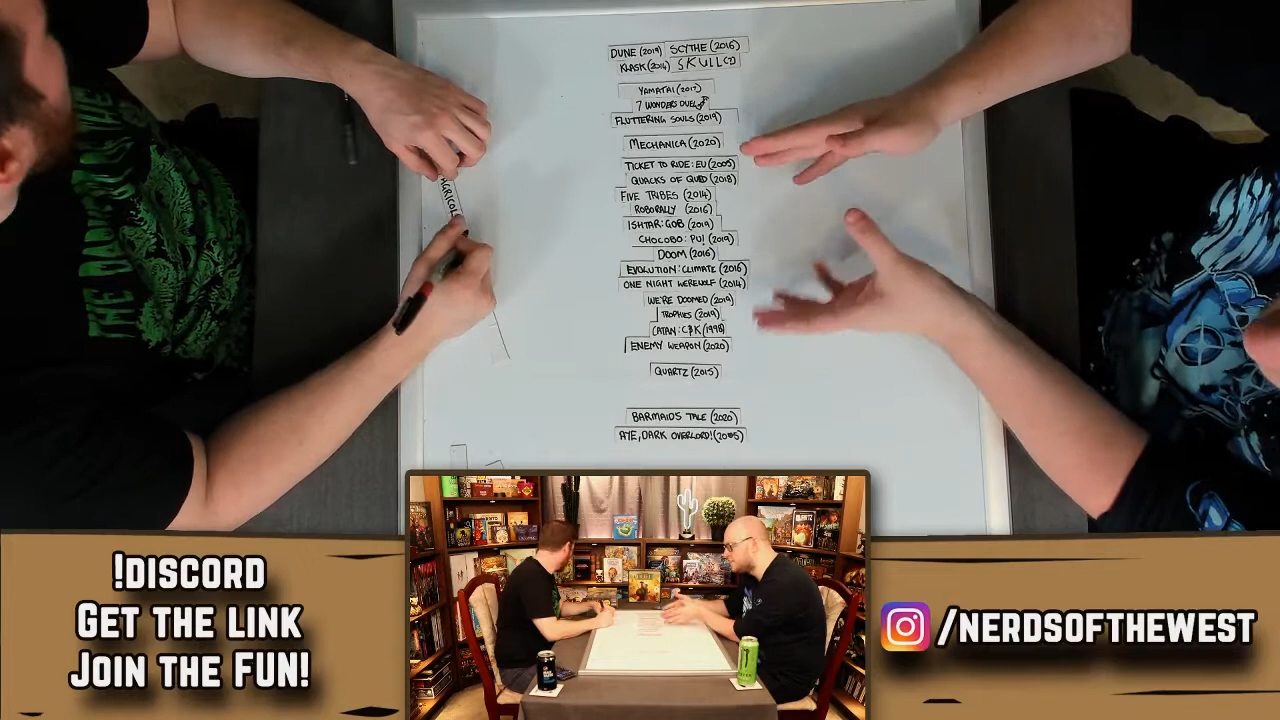 DUNE (2019) SCYTHE (2016)
KLASK (2014) SKULL
YAMATAI (2017)
7 WONDERS DUEL
FLUTTERING SOULS (2019)
MECHANICA (2020)
TICKET TO RIDE: EU (2005)
QUACKS OF QUED (2018)
FIVE TRIBES (2014)
ROBORALLY (2016)
ISHTAR: GOB (2019)
CHOCOBO: PU! (2019)
DOOM (2016)
EVOLUTION: CLIMATE (2016)
ONE NIGHT WEREWOLF (2014)
WE'RE DOOMED (2019)
TROPHIES (2019)
CATAN: C&K (1998)
ENEMY WEAPON (2020)
QUARTZ (2015)
BARMAIDS TALE (2020)
AYE, DARK OVERLORD! (2005)
AGRICOL
!DISCORD
GET THE LINK
JOIN THE FUN!
/NERDSOFTHEWEST